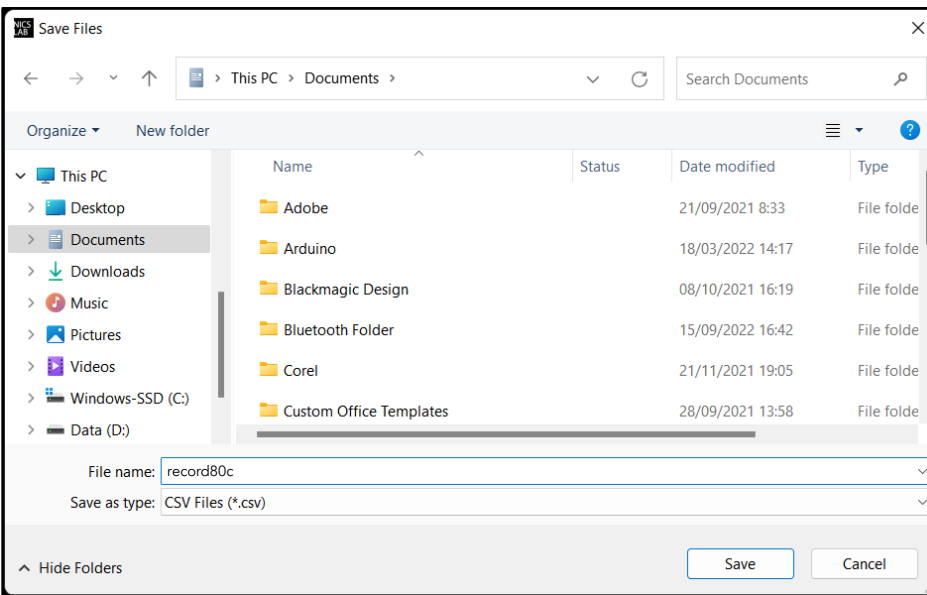 NICS LAB Save Files
This PC > Documents >
Search Documents
Organize New folder
?
Name Status Date modified Type
This PC
Desktop
Documents
Downloads
Music
Pictures
Videos
Windows-SSD (C:)
Data (D:)
Adobe 21/09/2021 8:33 File folde
Arduino 18/03/2022 14:17 File folde
Blackmagic Design 08/10/2021 16:19 File folde
Bluetooth Folder 15/09/2022 16:42 File folde
Corel 21/11/2021 19:05 File folde
Custom Office Templates 28/09/2021 13:58 File folde
File name: record80c
Save as type: CSV Files (*.csv)
Hide Folders Save Cancel